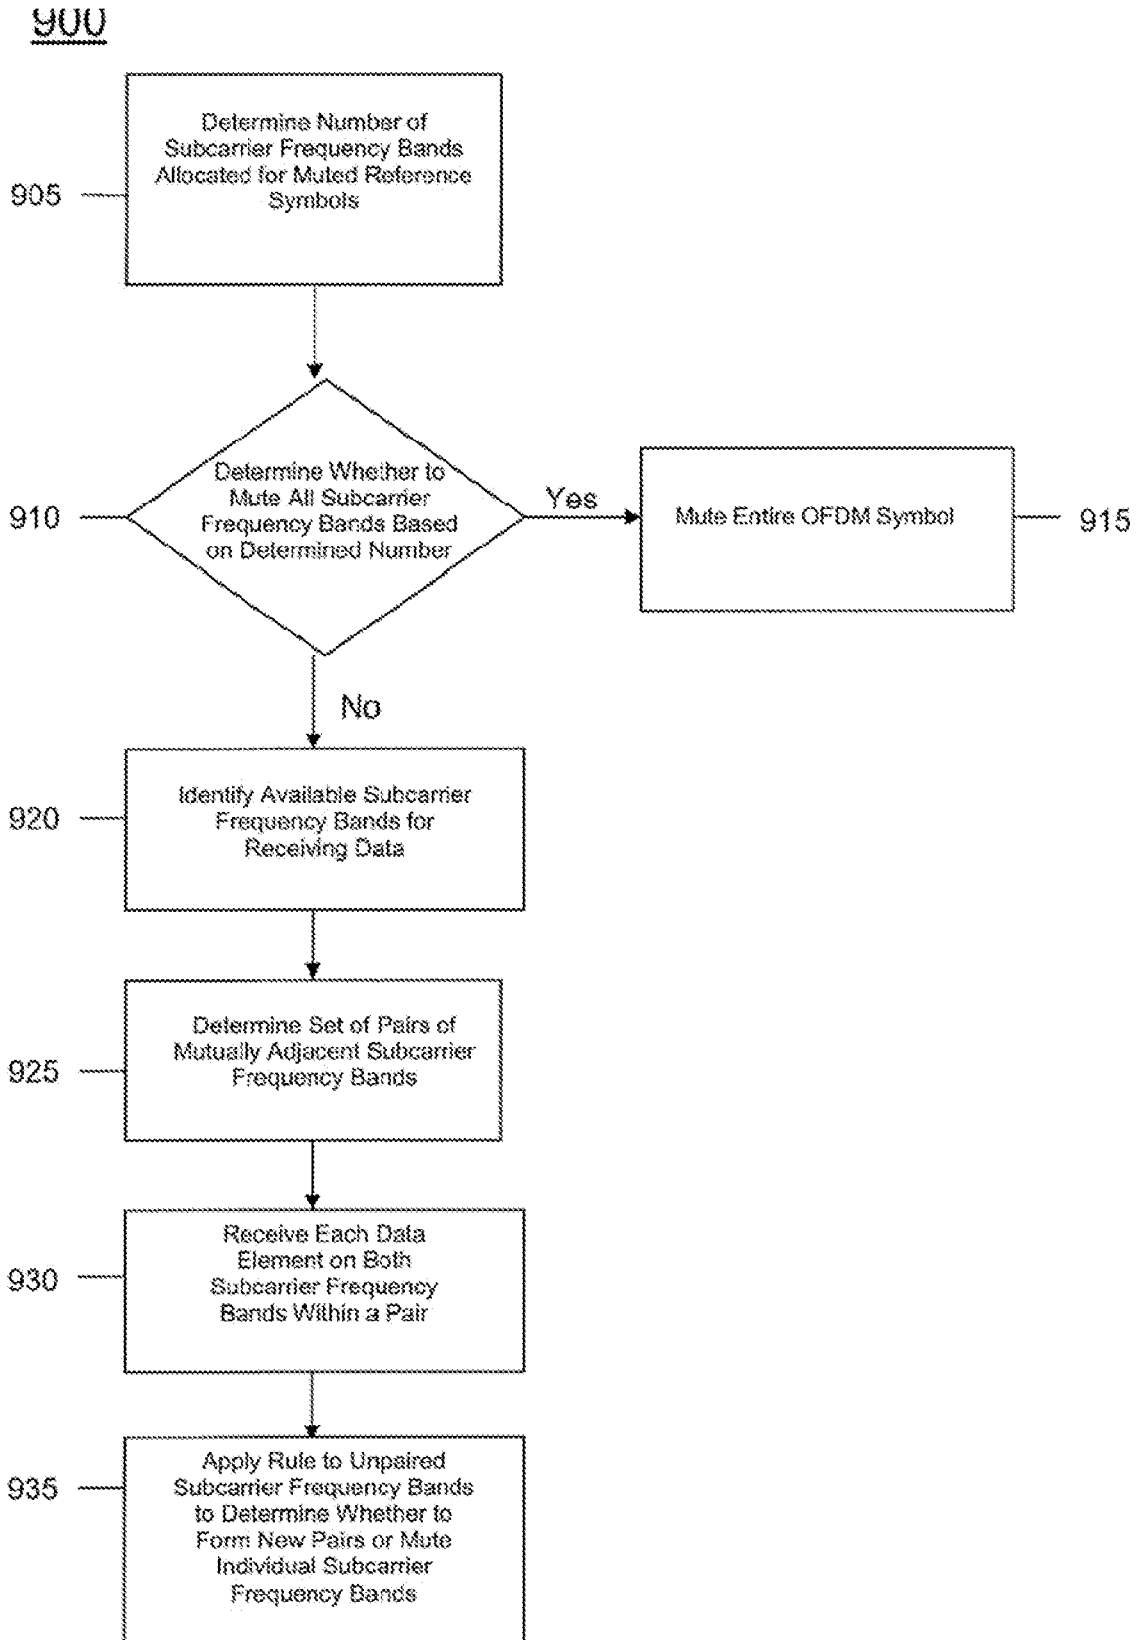 900
Determine Number of
Subcarrier Frequency Bands
Allocated for Muted Reference
Symbols
905
Determine Whether to
Mute All Subcarrier
Frequency Bands Based
on Determined Number
910
Yes
Mute Entire OFDM Symbol
915
No
Identify Available Subcarrier
Frequency Bands for
Receiving Data
920
Determine Set of Pairs of
Mutually Adjacent Subcarrier
Frequency Bands
925
Receive Each Data
Element on Both
Subcarrier Frequency
Bands Within a Pair
930
Apply Rule to Unpaired
Subcarrier Frequency Bands
to Determine Whether to
Form New Pairs or Mute
Individual Subcarrier
Frequency Bands
935